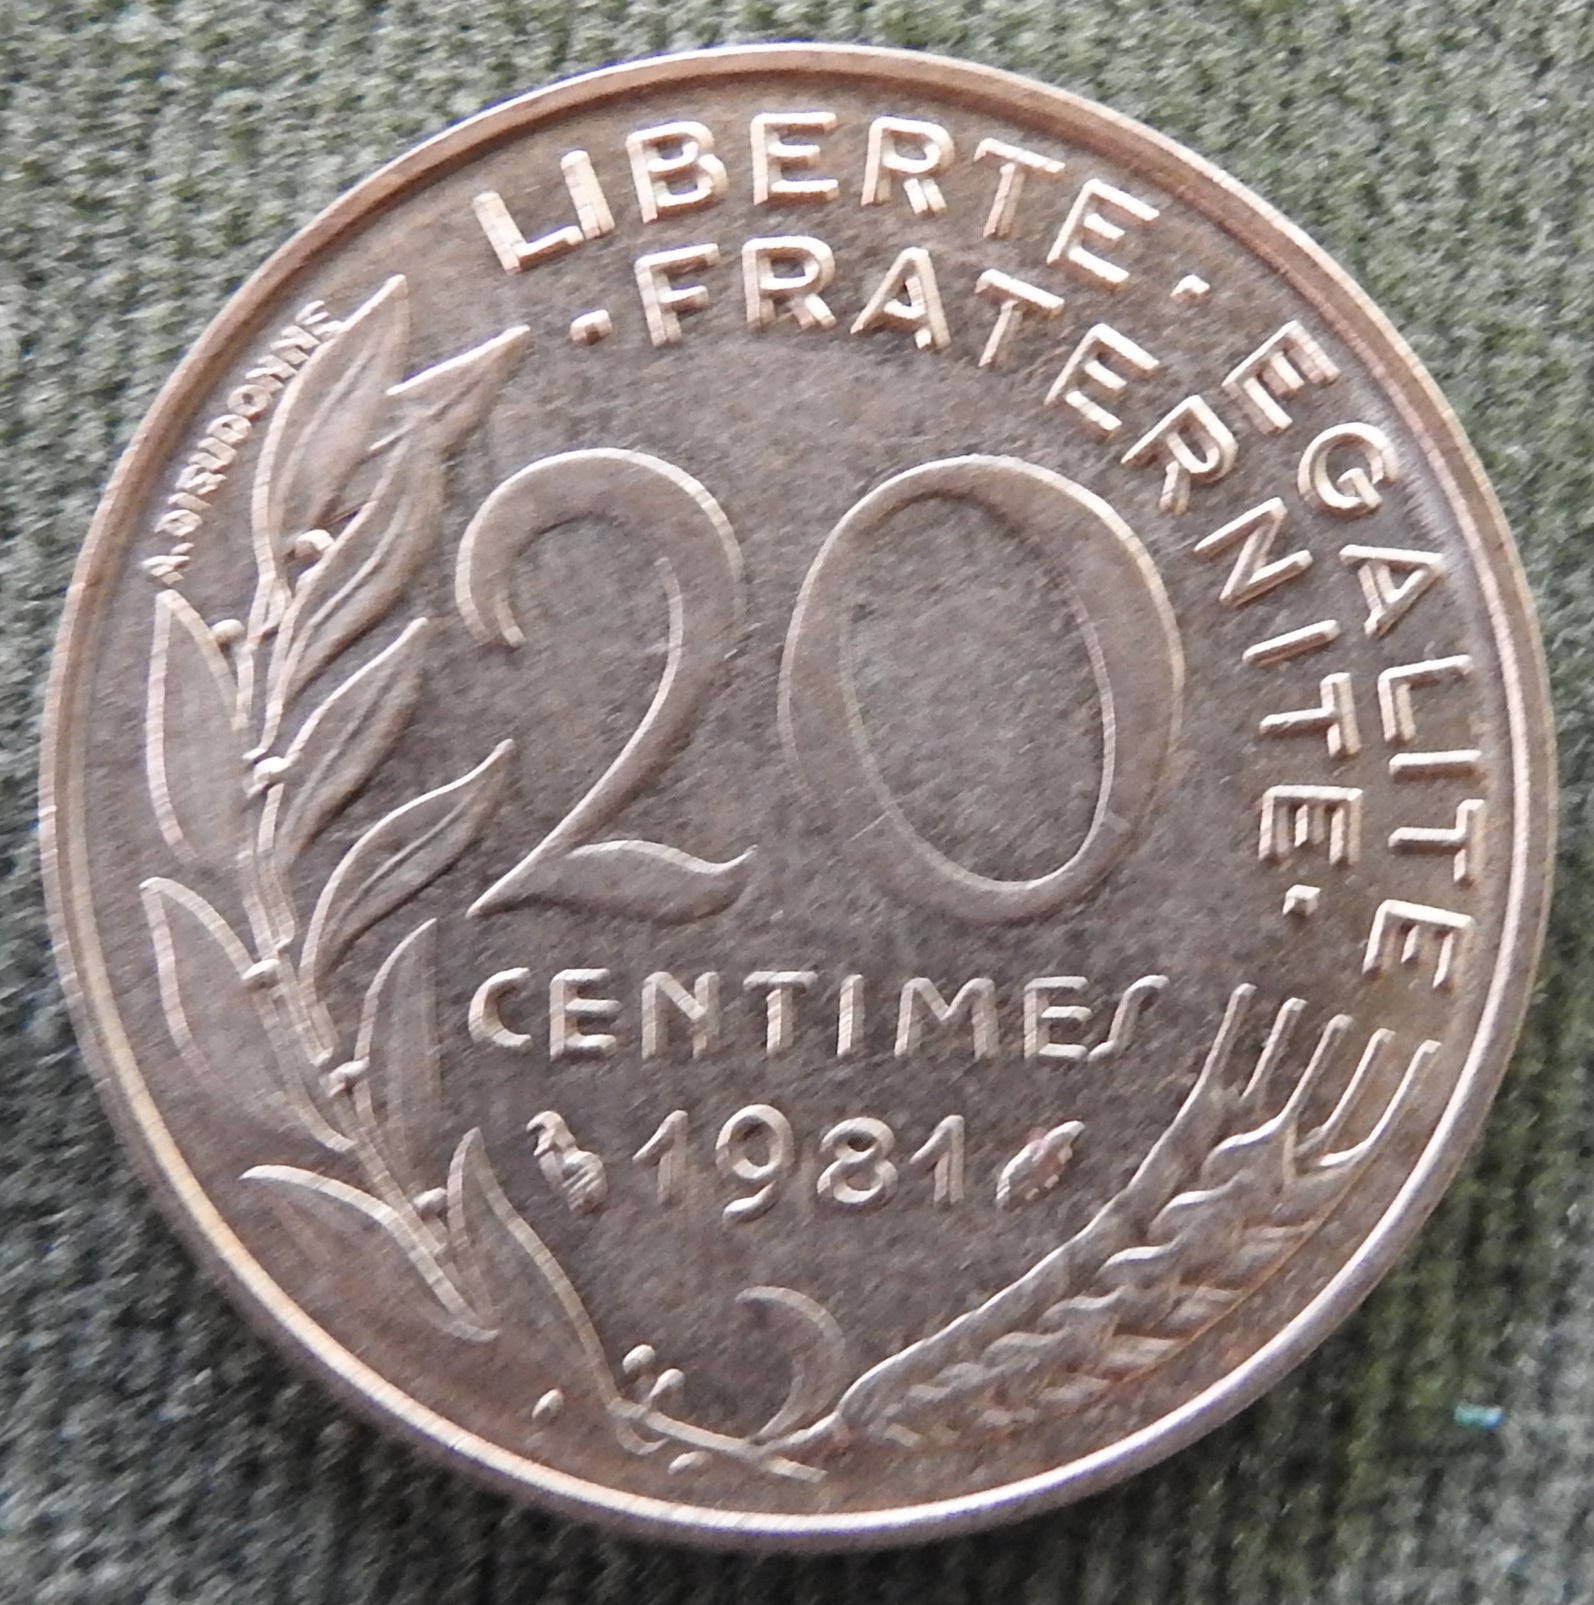 LIBERTE · EGALITE
· FRATERNITE ·
A. DIEUDONNE
20
CENTIMES
1981